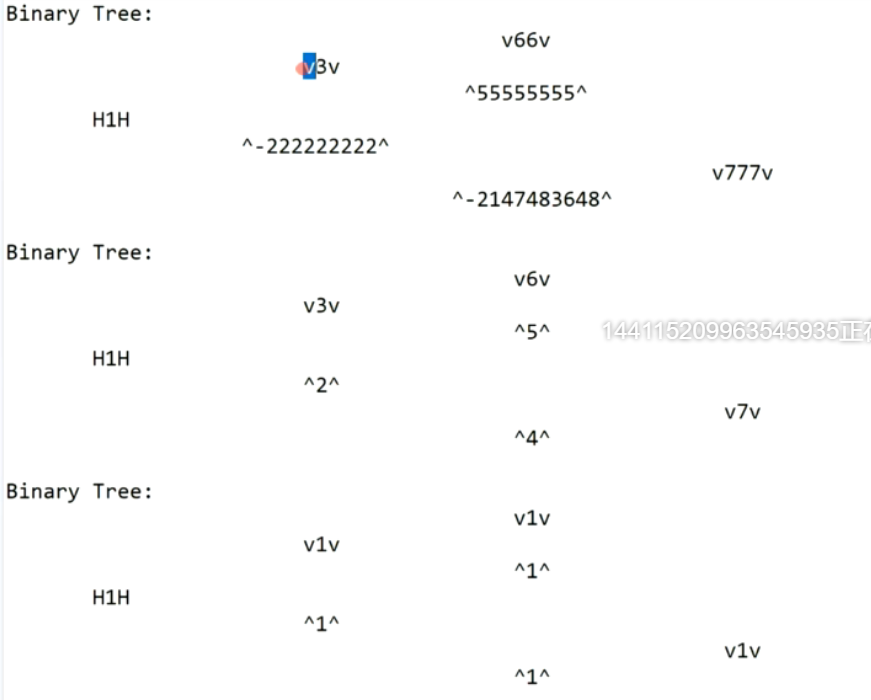 Binary Tree:
v66v
v3v
^55555555^
H1H
^-222222222^
v777v
^-2147483648^
Binary Tree:
v6v
v3v
^5^
144115209963545935正在
H1H
^2^
v7v
^4^
Binary Tree:
v1v
v1v
^1^
H1H
^1^
v1v
^1^